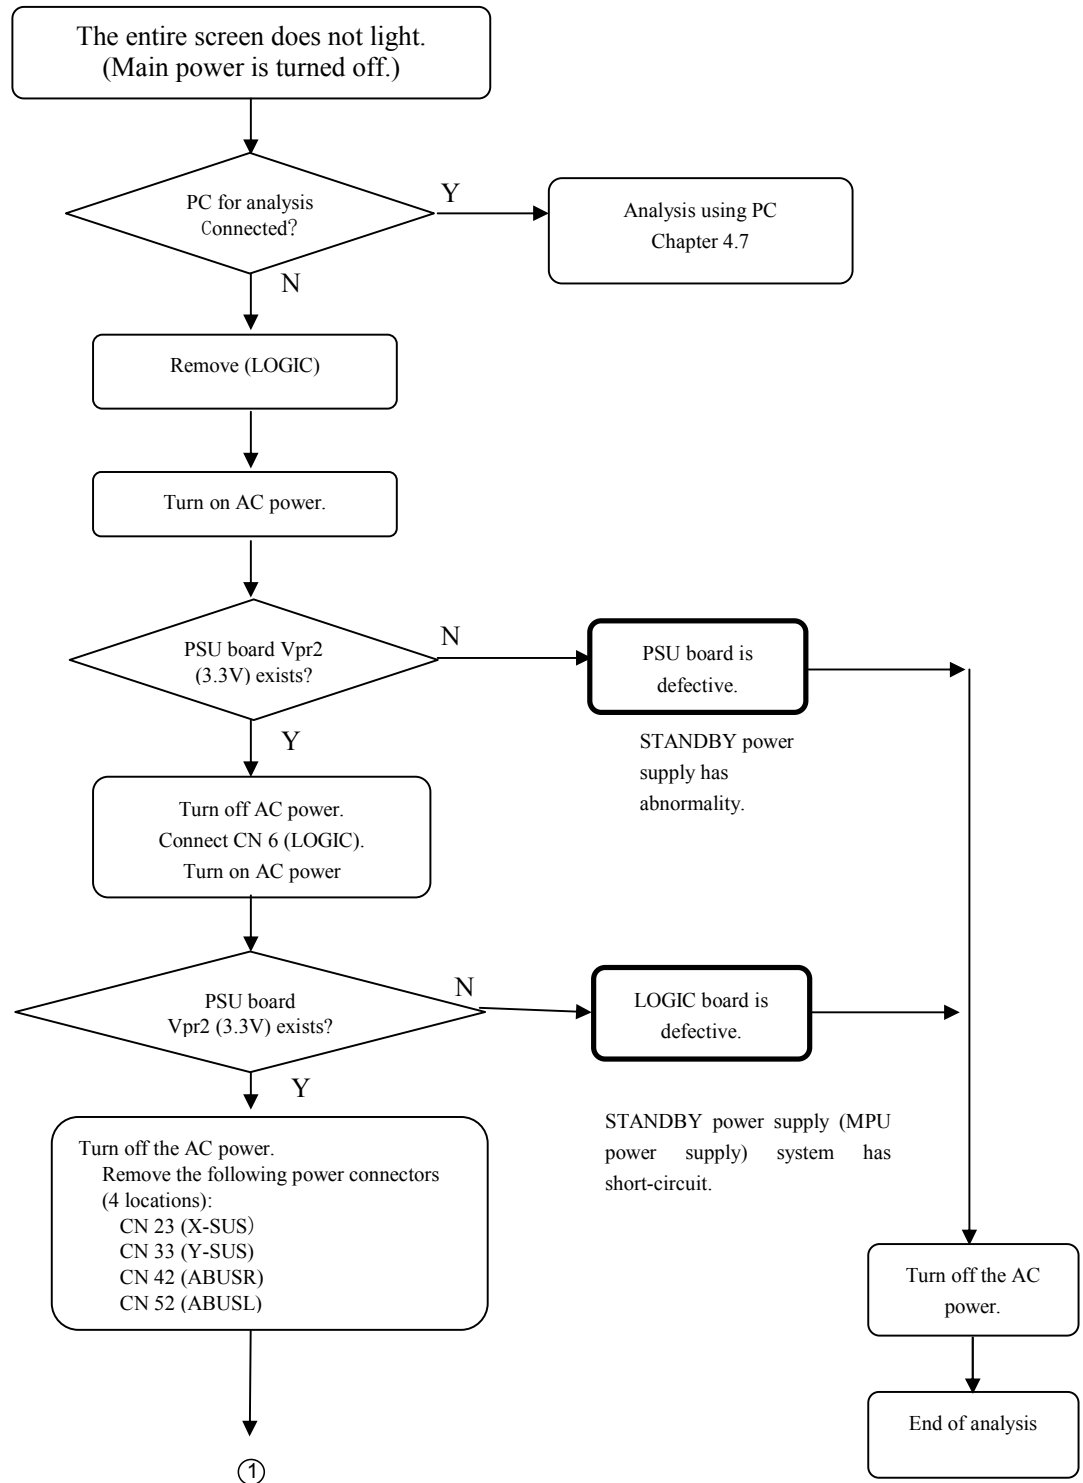 The entire screen does not light.
(Main power is turned off.)
PC for analysis
Connected?
Y
Analysis using PC
Chapter 4.7
N
Remove (LOGIC)
Turn on AC power.
PSU board Vpr2
(3.3V) exists?
N
PSU board is
defective.
STANDBY power
supply has
abnormality.
Y
Turn off AC power.
Connect CN 6 (LOGIC).
Turn on AC power
PSU board
Vpr2 (3.3V) exists?
N
LOGIC board is
defective.
STANDBY power supply (MPU
power supply) system has
short-circuit.
Y
Turn off the AC power.
Remove the following power connectors
(4 locations):
CN 23 (X-SUS)
CN 33 (Y-SUS)
CN 42 (ABUSR)
CN 52 (ABUSL)
Turn off the AC
power.
End of analysis
①